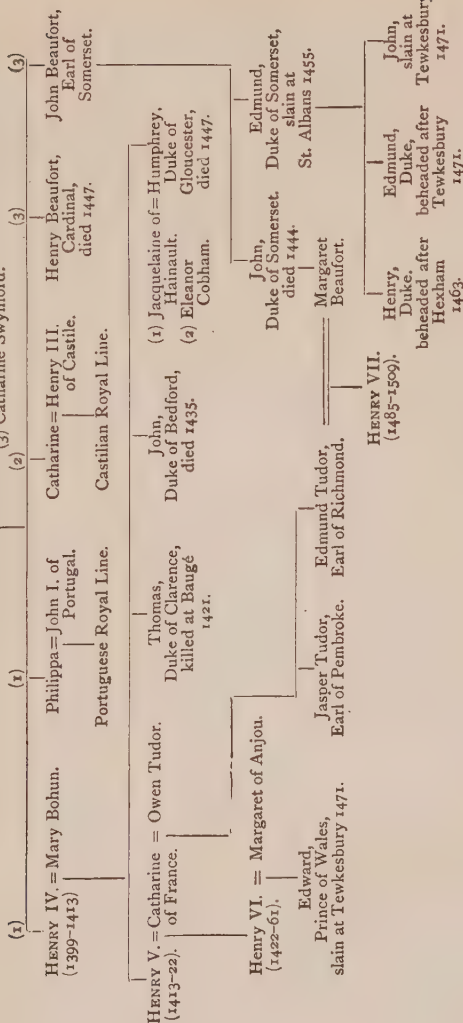 (3) Catharine Swynford.
(1)
(1)
(2)
(3)
(3)
HENRY IV. = Mary Bohun.
(1399-1413)
Philippa = John I. of
Portugal.
Portuguese Royal Line.
Catharine = Henry III.
of Castile.
Castilian Royal Line.
Henry Beaufort,
Cardinal,
died 1447.
John Beaufort,
Earl of
Somerset.
HENRY V. = Catharine = Owen Tudor.
(1413-22). of France.
Thomas,
Duke of Clarence,
killed at Baugé
1421.
John,
Duke of Bedford,
died 1435.
(1) Jacquelaine of = Humphrey,
Hainault. Duke of
(2) Eleanor Gloucester,
Cobham. died 1447.
Henry VI. = Margaret of Anjou.
(1422-61)
John,
Duke of Somerset.
died 1444.
Edmund,
Duke of Somerset,
slain at
St. Albans 1455.
Edward,
Prince of Wales,
slain at Tewkesbury 1471.
Jasper Tudor,
Earl of Pembroke.
Edmund Tudor,
Earl of Richmond.
Margaret
Beaufort.
HENRY VII.
(1485-1509).
Henry,
Duke.
beheaded after
Hexham
1463.
Edmund,
Duke,
beheaded after
Tewkesbury
1471.
John,
slain at
Tewkesbury
1471.